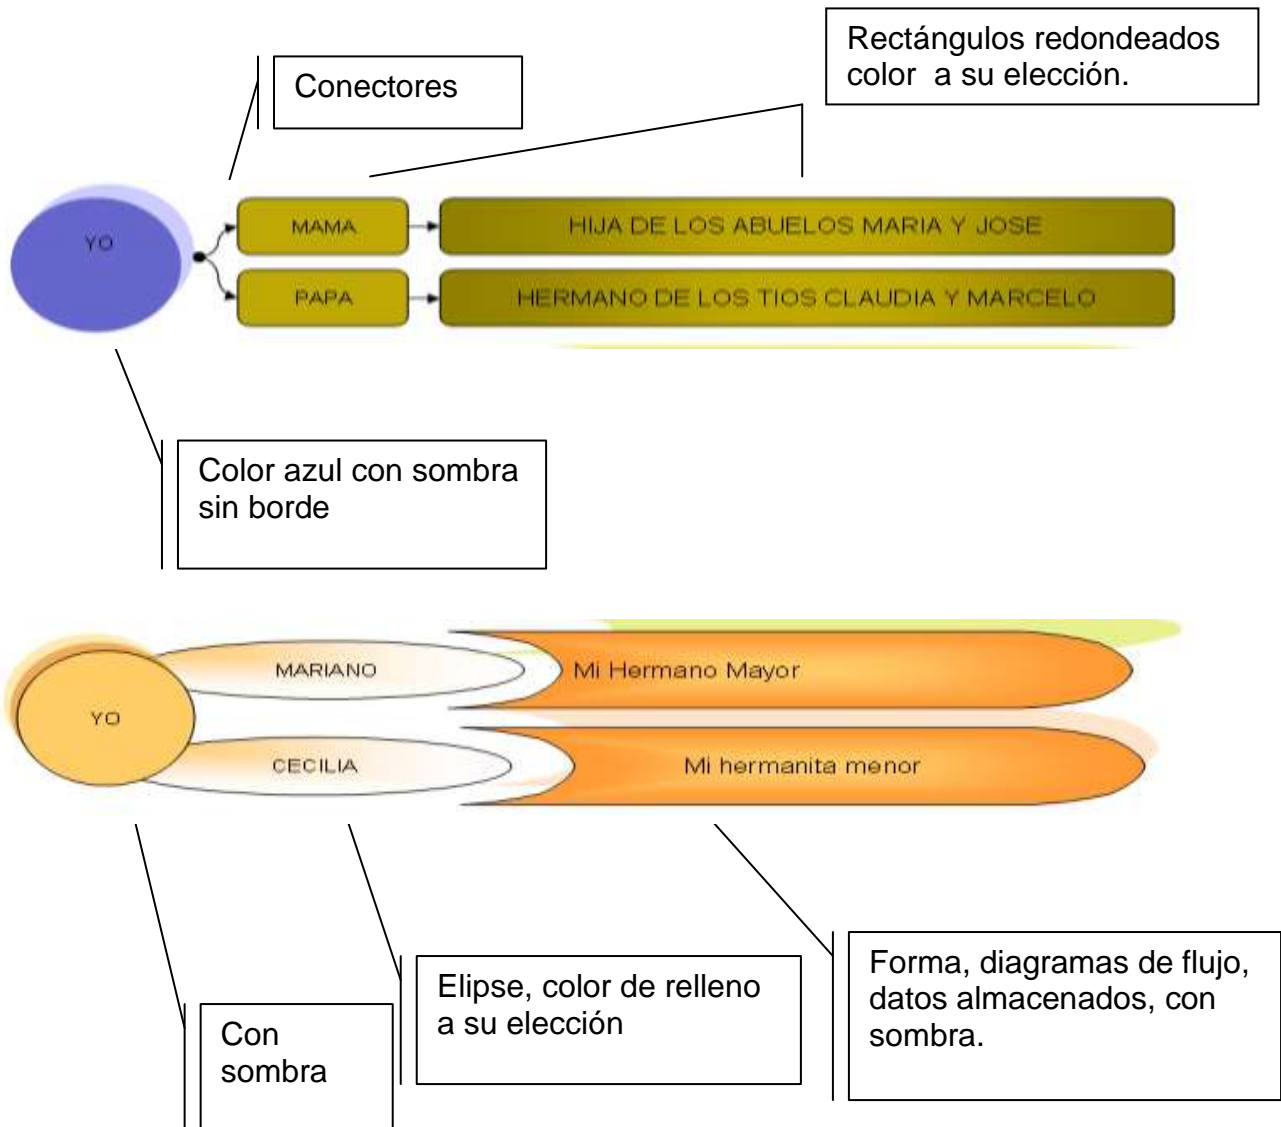 Rectángulos redondeados
color a su elección.
Conectores
YO
MAMA
HIJA DE LOS ABUELOS MARIA Y JOSE
PAPA
HERMANO DE LOS TIOS CLAUDIA Y MARCELO
Color azul con sombra
sin borde
MARIANO
Mi Hermano Mayor
YO
CECILIA
Mi hermanita menor
Con
sombra
Elipse, color de relleno
a su elección
Forma, diagramas de flujo,
datos almacenados, con
sombra.